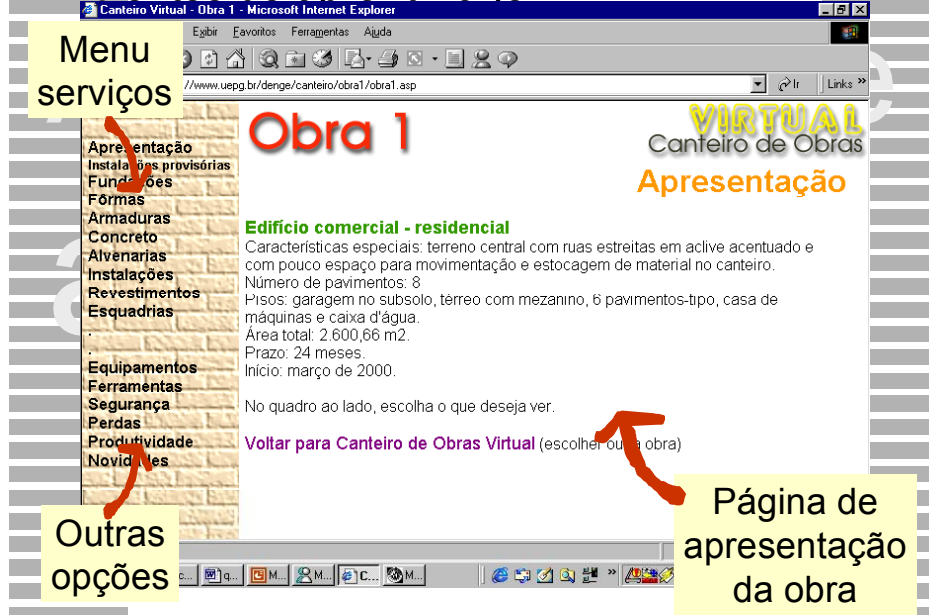 Canteiro Virtual - Obra 1 - Microsoft Internet Explorer
Exibir Favoritos Ferramentas Ajuda
//www.uepg.br/denge/canteiro/obra1/obra1.asp
Ir
Links »
Menu
serviços
Obra 1
VIRTUAL
Canteiro de Obras
Apresentação
Apresentação
Instalações provisórias
Fundações
Fôrmas
Armaduras
Concreto
Alvenarias
Instalações
Revestimentos
Esquadrias
.
.
Equipamentos
Ferramentas
Segurança
Perdas
Produtividade
Novidades
Edifício comercial - residencial
Características especiais: terreno central com ruas estreitas em aclive acentuado e
com pouco espaço para movimentação e estocagem de material no canteiro.
Número de pavimentos: 8
Pisos: garagem no subsolo, térreo com mezanino, 6 pavimentos-tipo, casa de
máquinas e caixa d'água.
Área total: 2.600,66 m2.
Prazo: 24 meses.
Início: março de 2000.
No quadro ao lado, escolha o que deseja ver.
Voltar para Canteiro de Obras Virtual (escolher outra obra)
Outras
opções
Página de
apresentação
da obra
c... q... M... M... C... M...
»